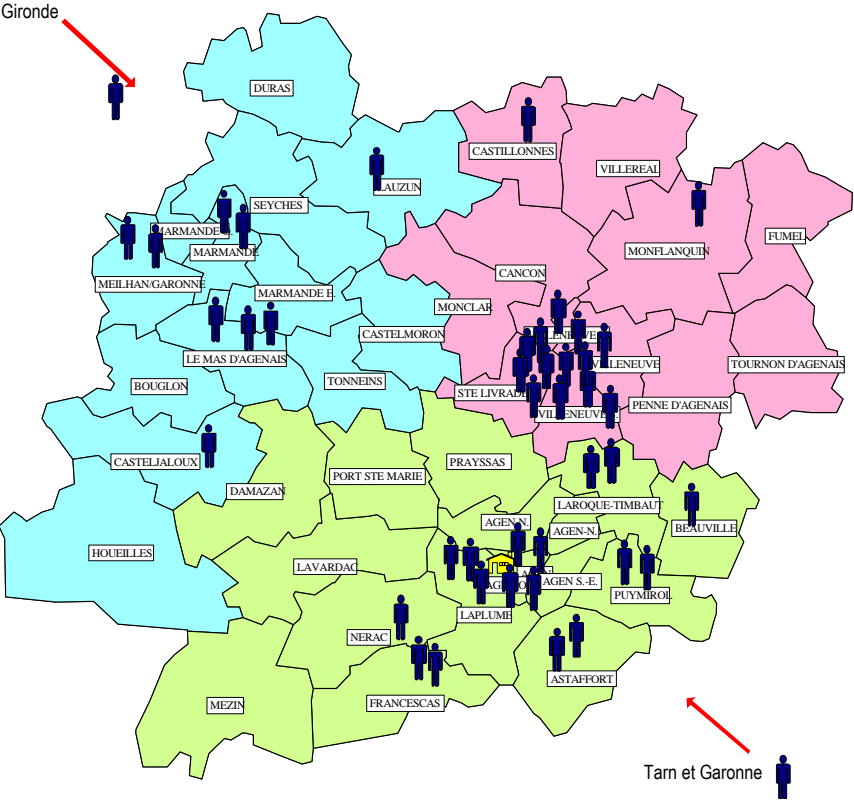 Gironde
DURAS
CASTILLONNES
VILLEREAL
LAUZUN
SEYCHES
MARMANDE
MONFLANQUIN
FUMEL
MARMANDE
CANCON
MEILHAN/GARONNE
MARMANDE E.
MONCLAR
CASTELMORON
LE MAS D'AGENAIS
VILLENEUVE
TOURNON D'AGENAIS
TONNEINS
BOUGLON
STE LIVRADE
PENNE D'AGENAIS
VILLENEUVE
CASTELJALOUX
PRAYSSAS
PORT STE MARIE
DAMAZAN
LAROQUE-TIMBAUT
AGEN N.
BEAUVILLE
AGEN-N.
HOUEILLES
LAVARDAC
AGEN S.-E.
PUYMIROL
LAPLUME
NERAC
ASTAFFORT
FRANCESCAS
MEZIN
Tarn et Garonne